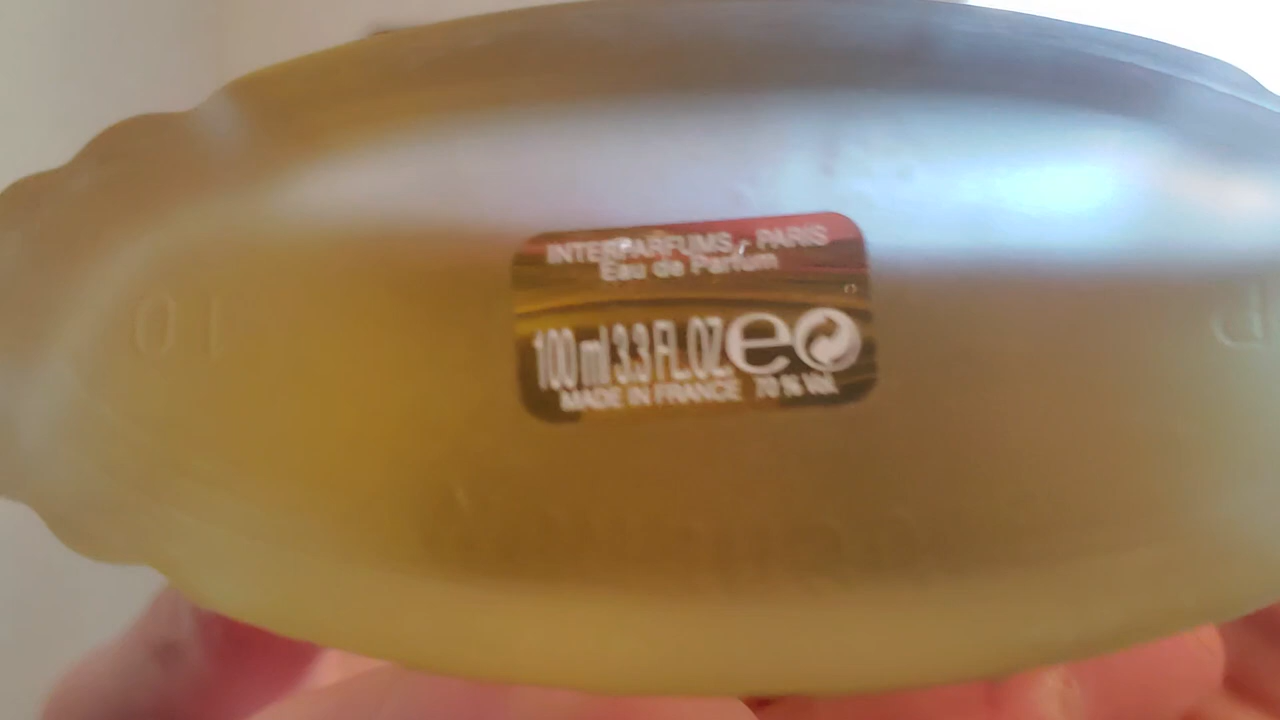 INTERPARFUMS - PARIS
Eau de Parfum
100 ml 3.3 FL.OZ e
MADE IN FRANCE 70 % Vol.